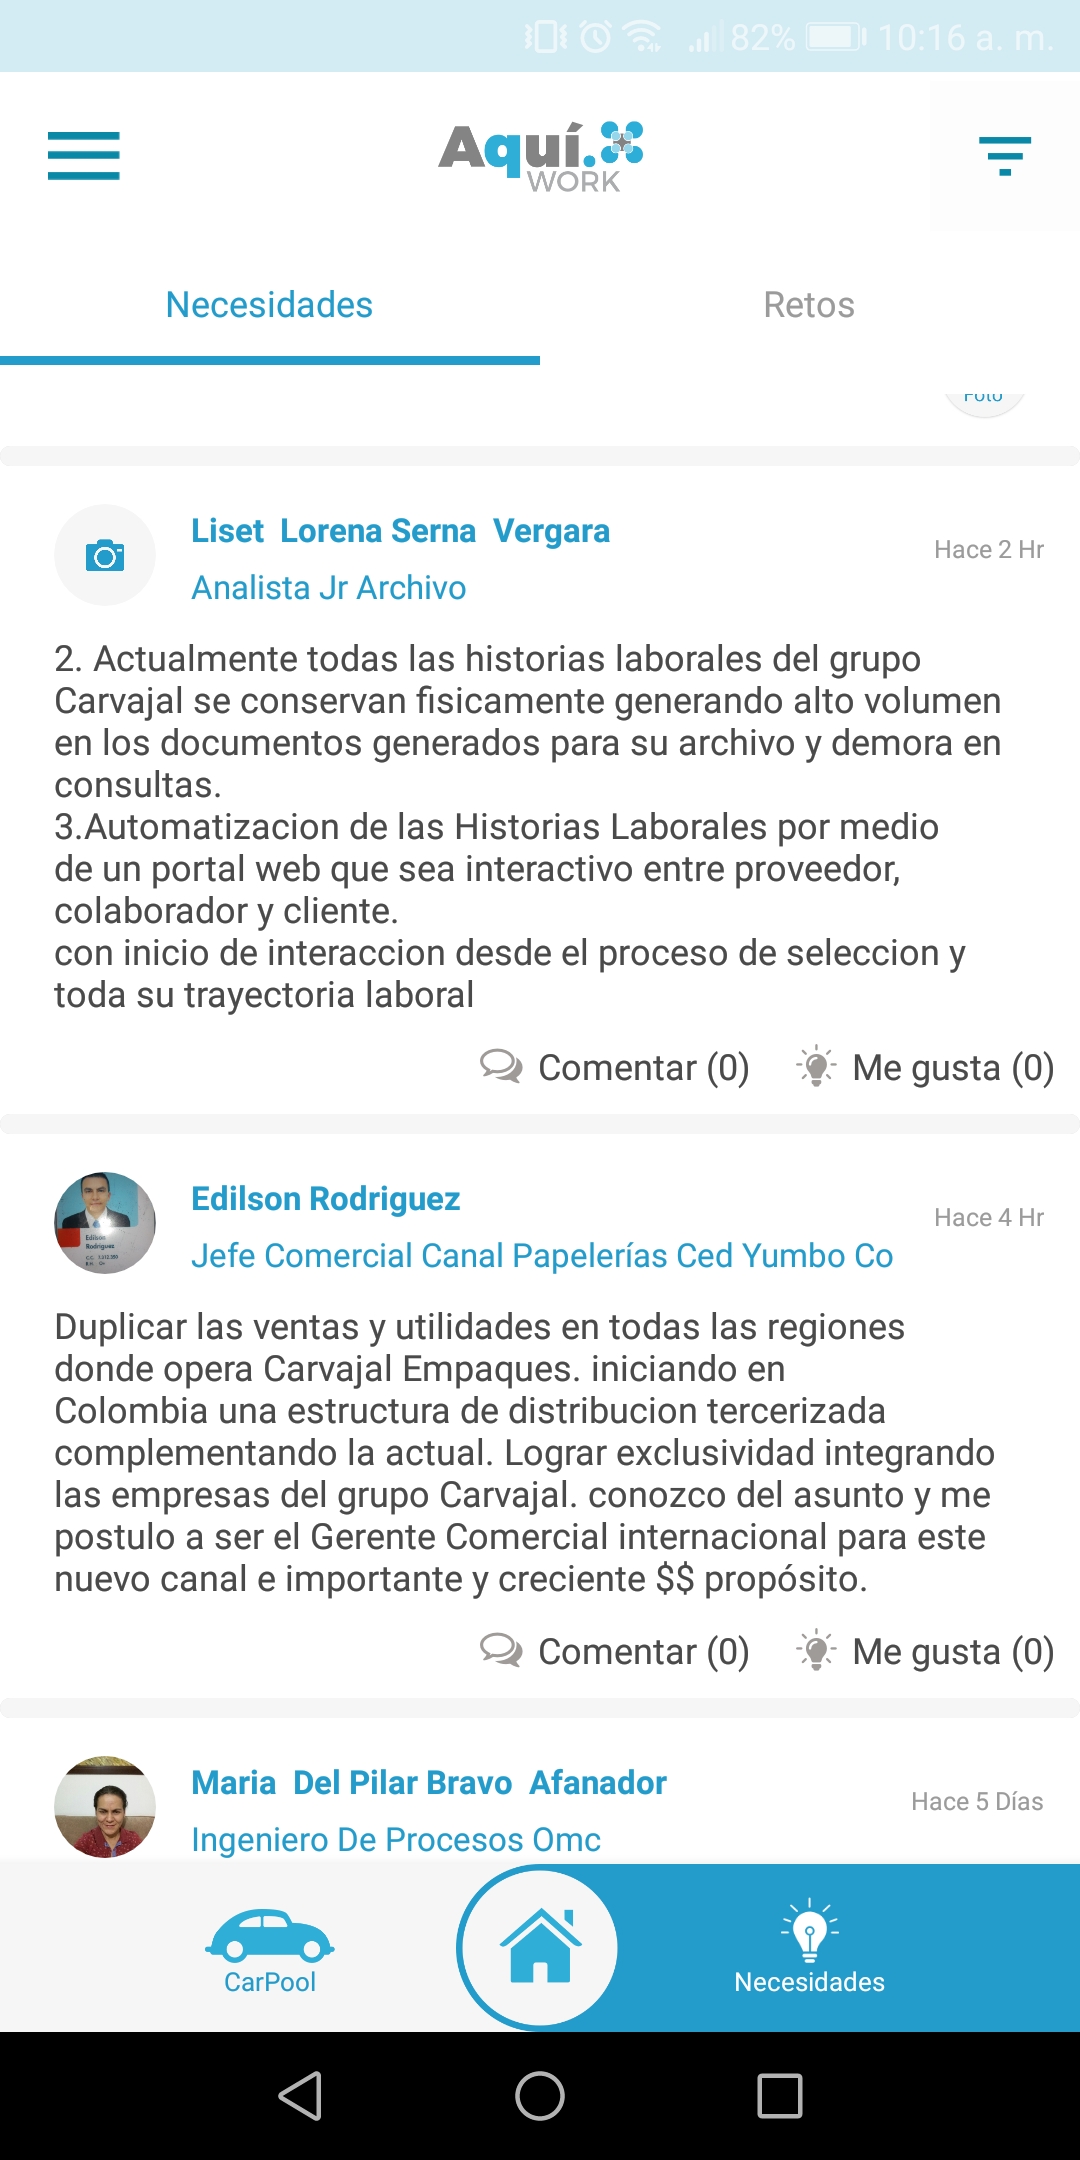 82% 10:16 a. m.
Aquí.
WORK
Necesidades
Retos
Foto
Liset Lorena Serna Vergara
Hace 2 Hr
Analista Jr Archivo
2. Actualmente todas las historias laborales del grupo
Carvajal se conservan fisicamente generando alto volumen
en los documentos generados para su archivo y demora en
consultas.
3.Automatizacion de las Historias Laborales por medio
de un portal web que sea interactivo entre proveedor,
colaborador y cliente.
con inicio de interaccion desde el proceso de seleccion y
toda su trayectoria laboral
Comentar (0) Me gusta (0)
Edilson Rodriguez
Hace 4 Hr
Jefe Comercial Canal Papelerías Ced Yumbo Co
Edilson
Rodriguez
Duplicar las ventas y utilidades en todas las regiones
donde opera Carvajal Empaques. iniciando en
Colombia una estructura de distribucion tercerizada
complementando la actual. Lograr exclusividad integrando
las empresas del grupo Carvajal. conozco del asunto y me
postulo a ser el Gerente Comercial internacional para este
nuevo canal e importante y creciente $$ propósito.
Comentar (0) Me gusta (0)
Maria Del Pilar Bravo Afanador
Hace 5 Días
Ingeniero De Procesos Omc
CarPool
Necesidades